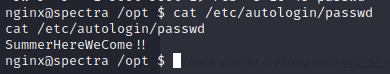 nginx@spectra /opt $ cat /etc/autologin/passwd
cat /etc/autologin/passwd
SummerHereWeCome!!
nginx@spectra /opt $